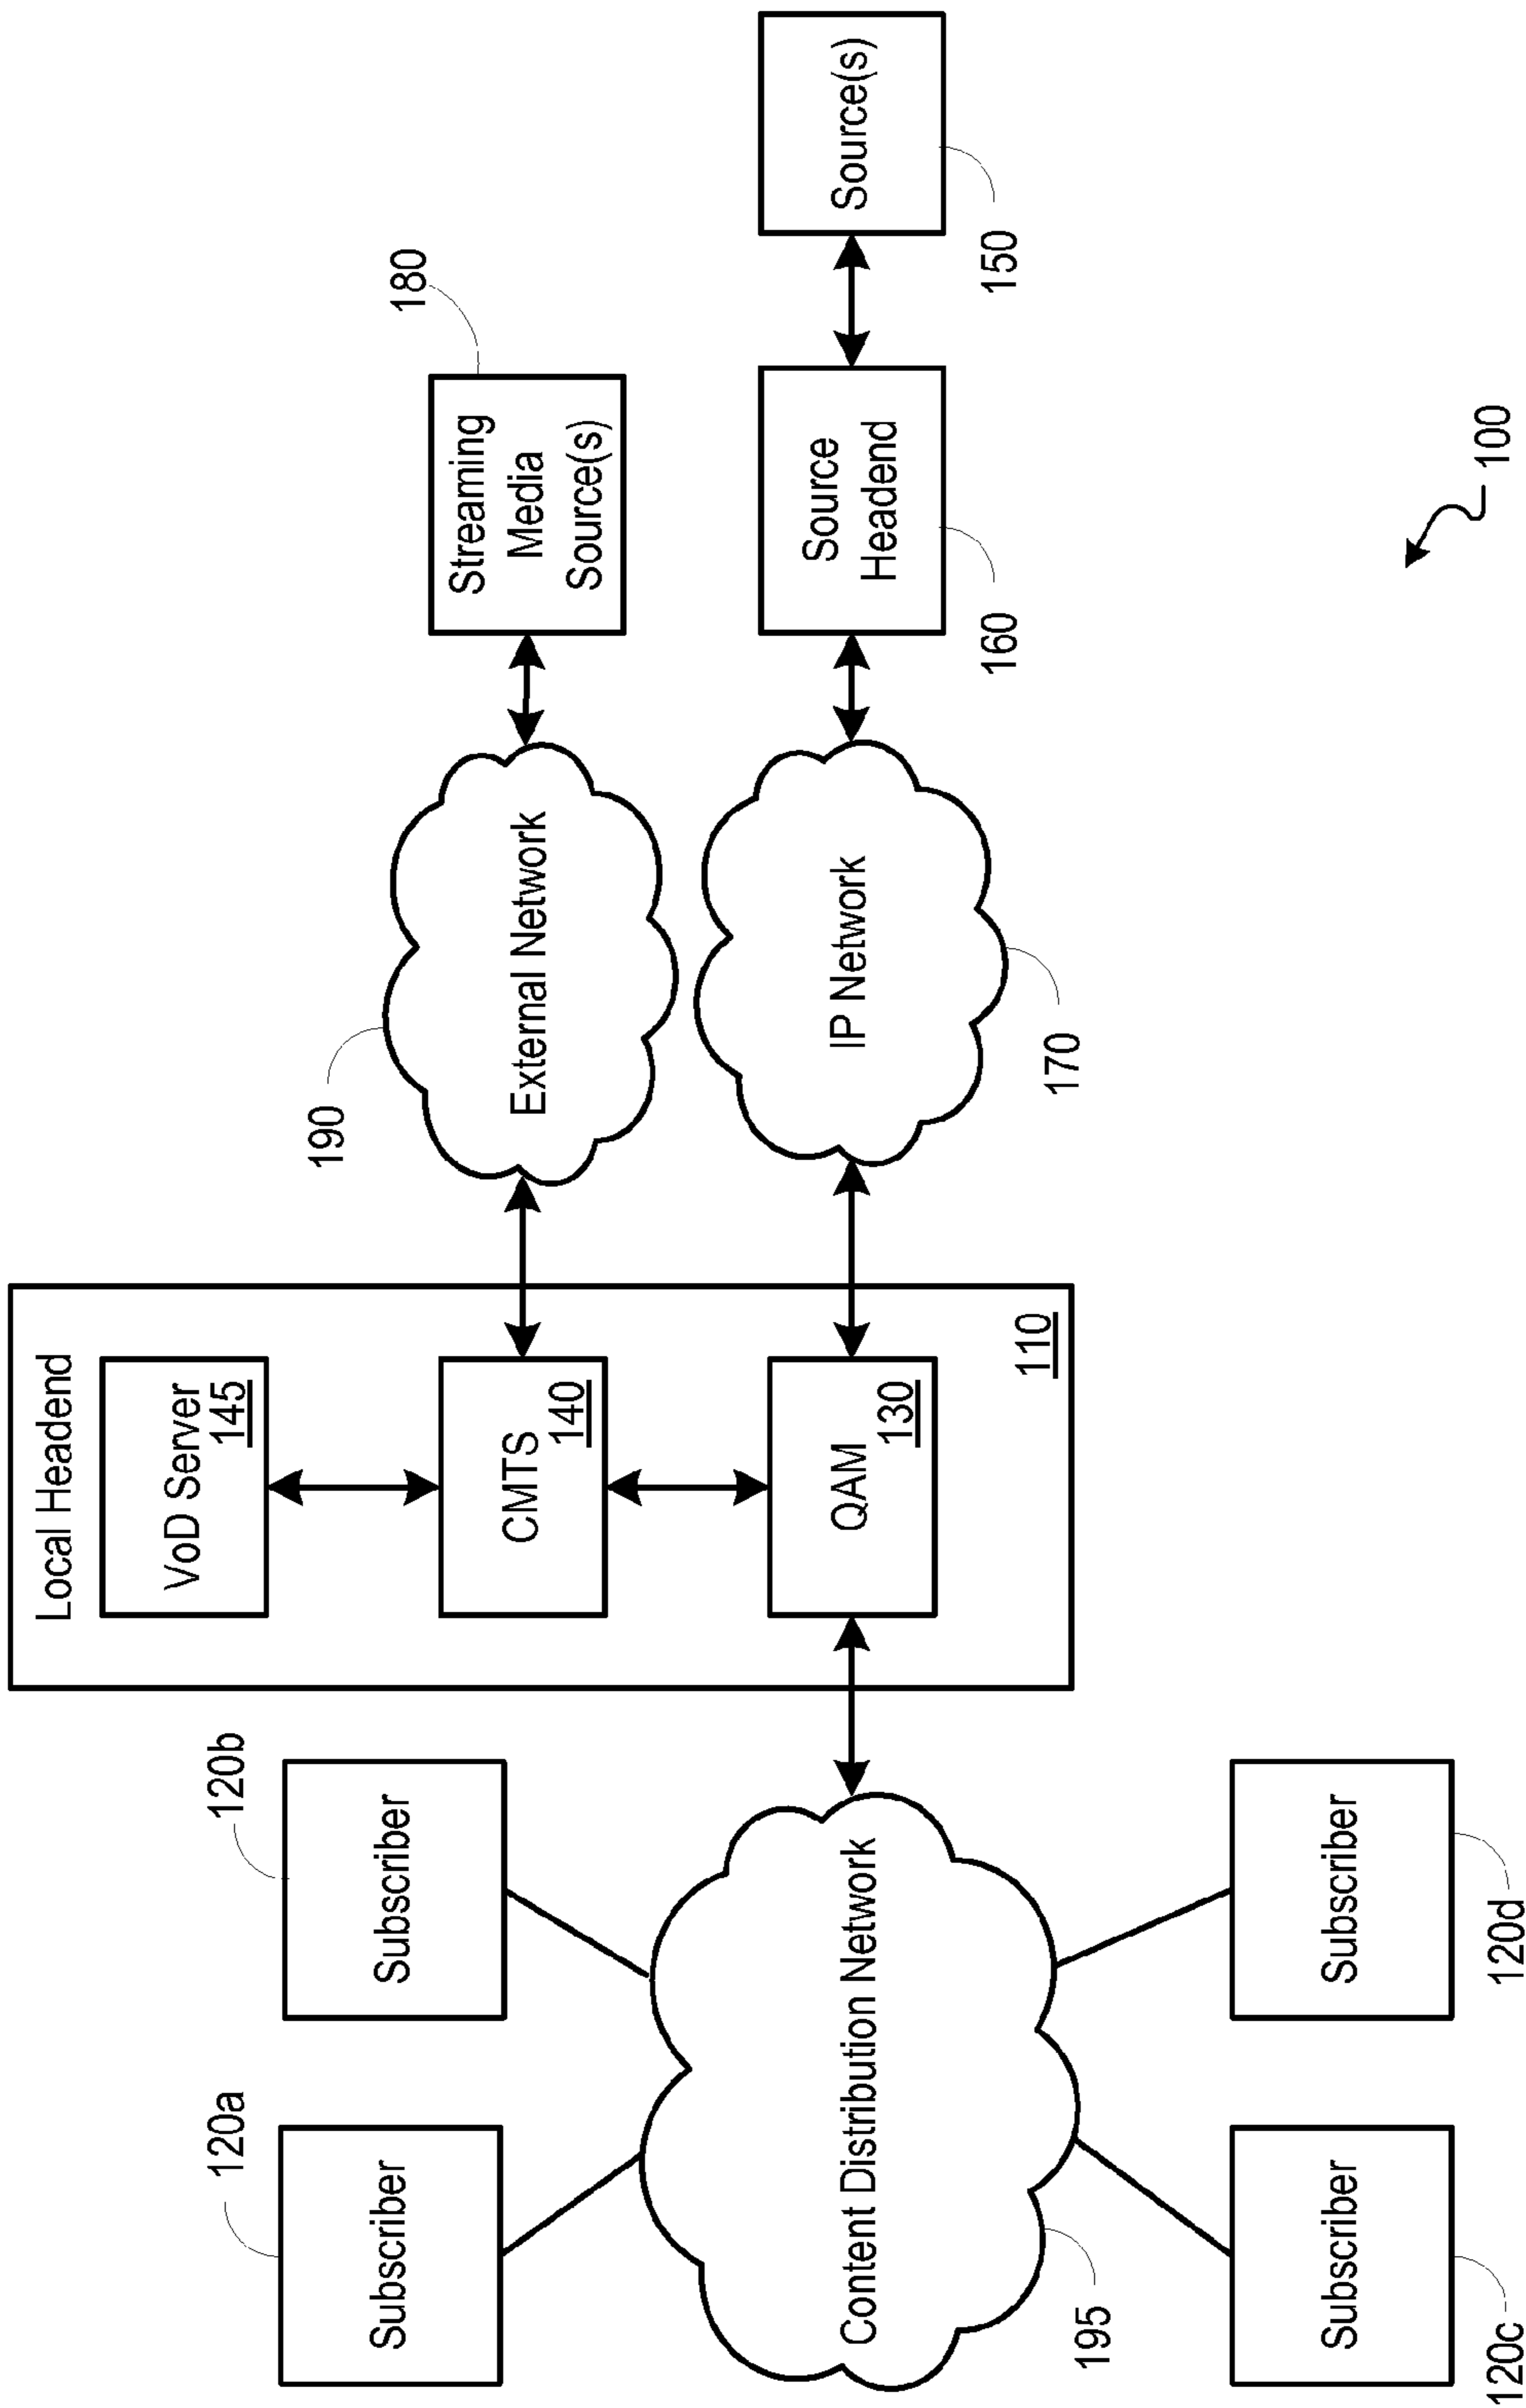 120a
Subscriber
120b
Subscriber
Content Distribution Network
195
120c
Subscriber
120d
Subscriber
Local Headend
VoD Server
145
CMTS
140
QAM
130
110
190
External Network
180
Streaming
Media
Source(s)
IP Network
170
Source
Headend
160
Source(s)
150
100